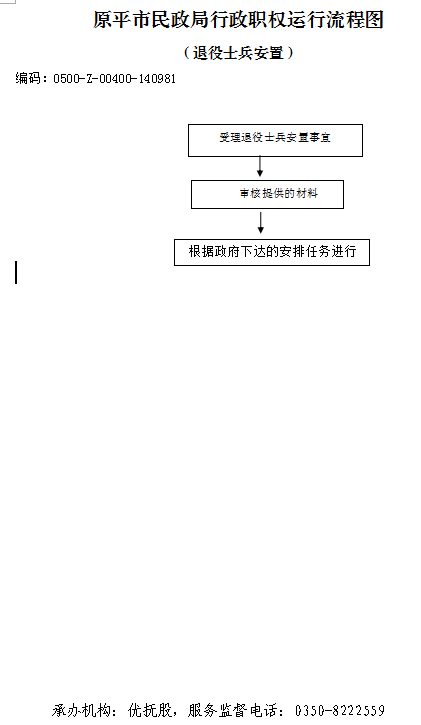 原平市民政局行政职权运行流程图
（退役士兵安置）
编码：0500-Z-00400-140981
受理退役士兵安置事宜
审核提供的材料
根据政府下达的安排任务进行
承办机构：优抚股，服务监督电话：0350-8222559